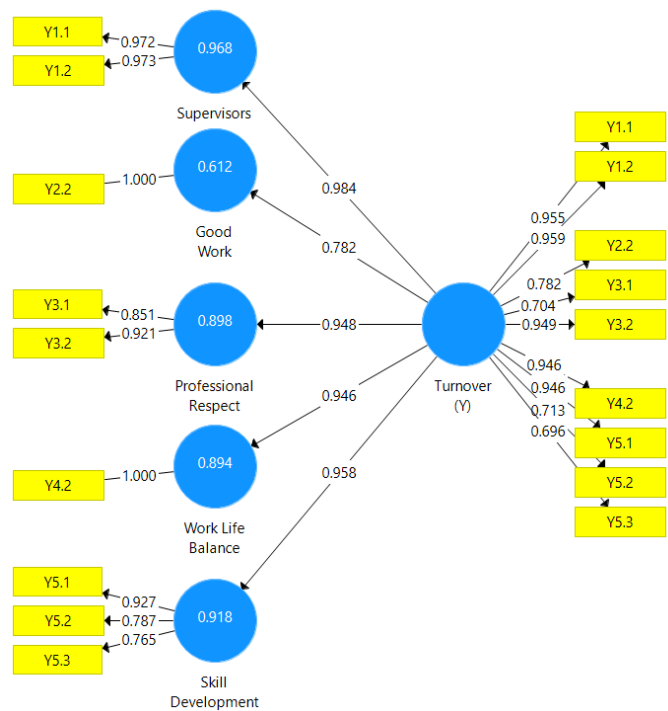 Y1.1
0.972
Y1.2
0.973
0.968
Supervisors
Y2.2
1.000
0.612
Good
Work
Y3.1
0.851
Y3.2
0.921
0.898
Professional
Respect
Y4.2
1.000
0.894
Work Life
Balance
Y5.1
0.927
Y5.2
0.787
Y5.3
0.765
0.918
Skill
Development
0.984
0.782
0.948
0.946
0.958
Turnover
(Y)
0.955
0.959
0.782
0.704
0.949
0.946
0.946
0.713
0.696
Y1.1
Y1.2
Y2.2
Y3.1
Y3.2
Y4.2
Y5.1
Y5.2
Y5.3